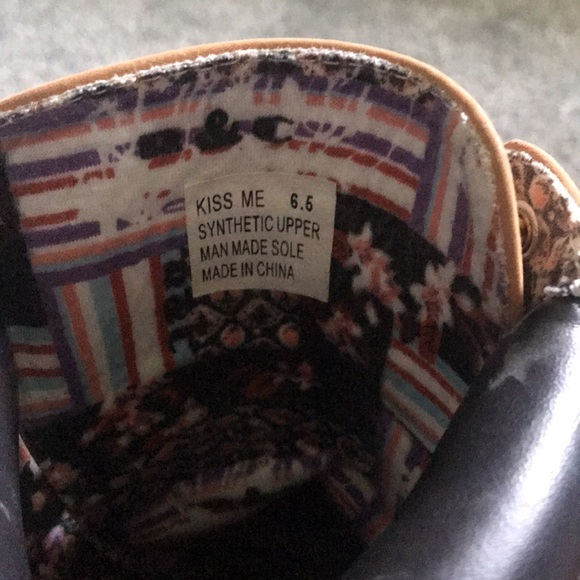 KISS ME 6.5
SYNTHETIC UPPER
MAN MADE SOLE
MADE IN CHINA